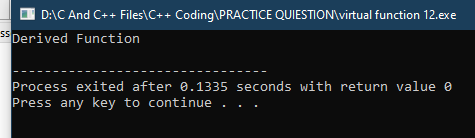 D:\C And C++ Files\C++ Coding\PRACTICE QUIESTION\virtual function 12.exe
Derived Function
--------------------------------
Process exited after 0.1335 seconds with return value 0
Press any key to continue . . .